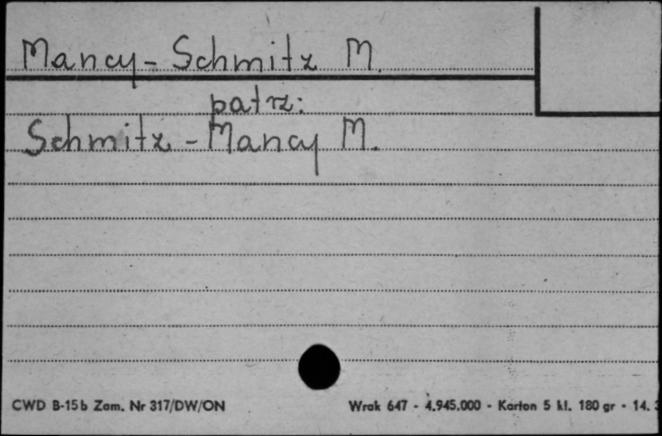 Mancy-Schmitz M.
patrz:
Schmitz-Mancy M.
CWD B-15b Zam. Nr 317/DW/ON
Wrak 647 - 4.945.000 - Karton 5 kl. 180 gr - 14.